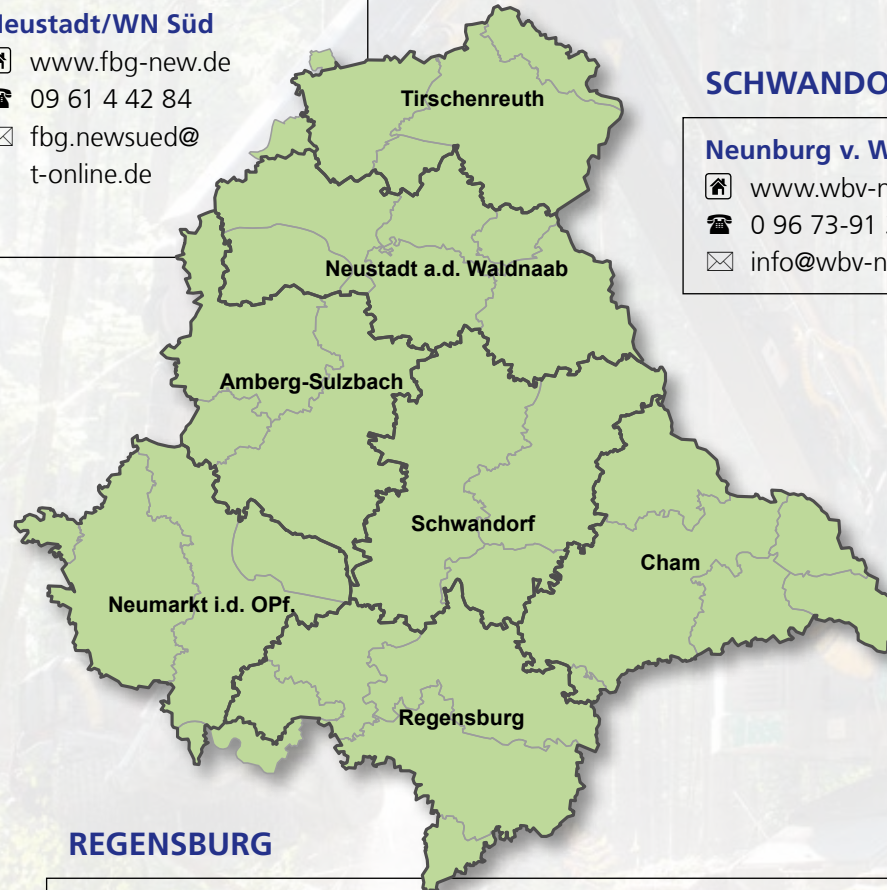 Neustadt/WN Süd
www.fbg-new.de
09 61 4 42 84
fbg.newsued@
t-online.de
SCHWANDO
Neunburg v. W
www.wbv-n
0 96 73-91
info@wbv-n
Tirschenreuth
Neustadt a.d. Waldnaab
Amberg-Sulzbach
Schwandorf
Cham
Neumarkt i.d. OPf.
Regensburg
REGENSBURG